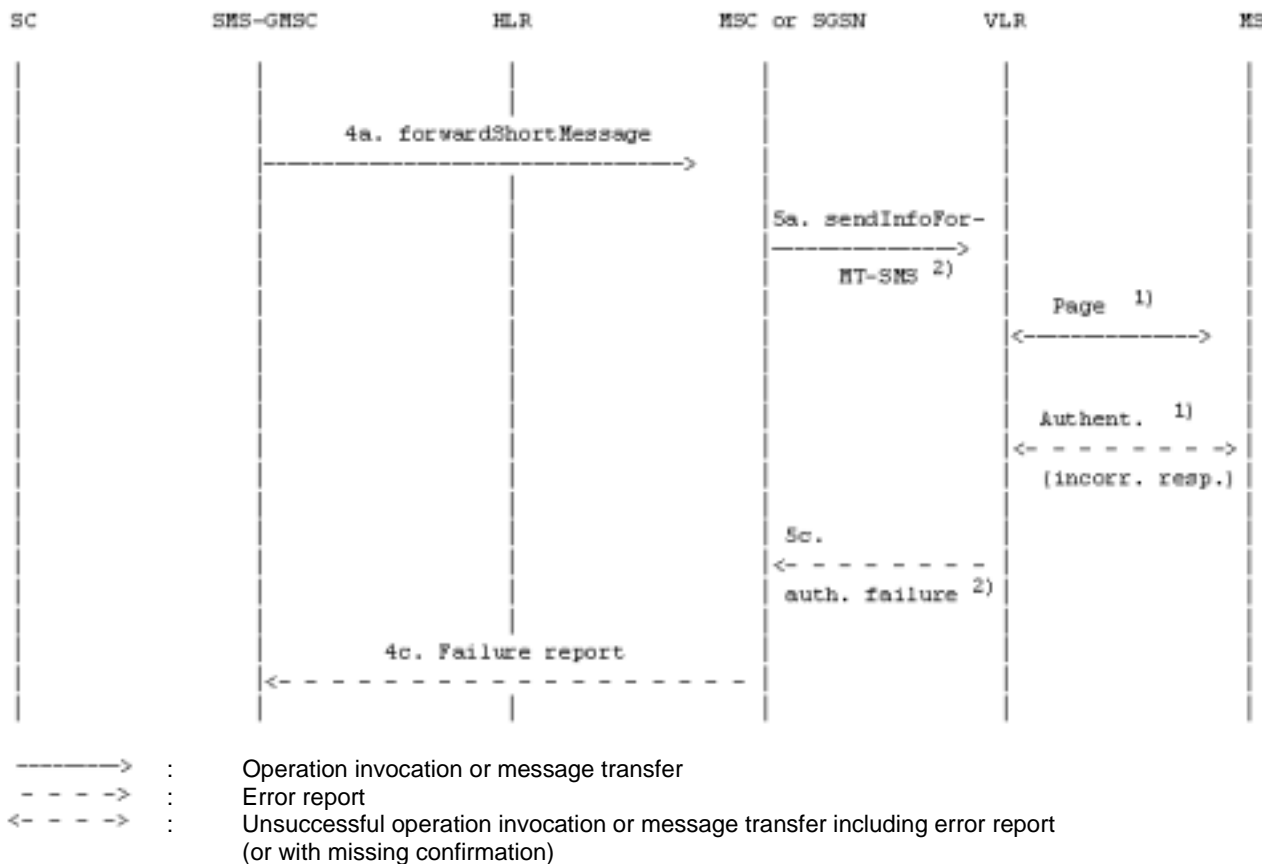 SC SMS-GMSC HLR MSC or SGSN VLR MS
4a. forwardShortMessage
5a. sendInfoFor-
MT-SMS 2)
Page 1)
Authent. 1)
(incorr. resp.)
5c.
auth. failure 2)
4c. Failure report
: Operation invocation or message transfer
: Error report
: Unsuccessful operation invocation or message transfer including error report
(or with missing confirmation)